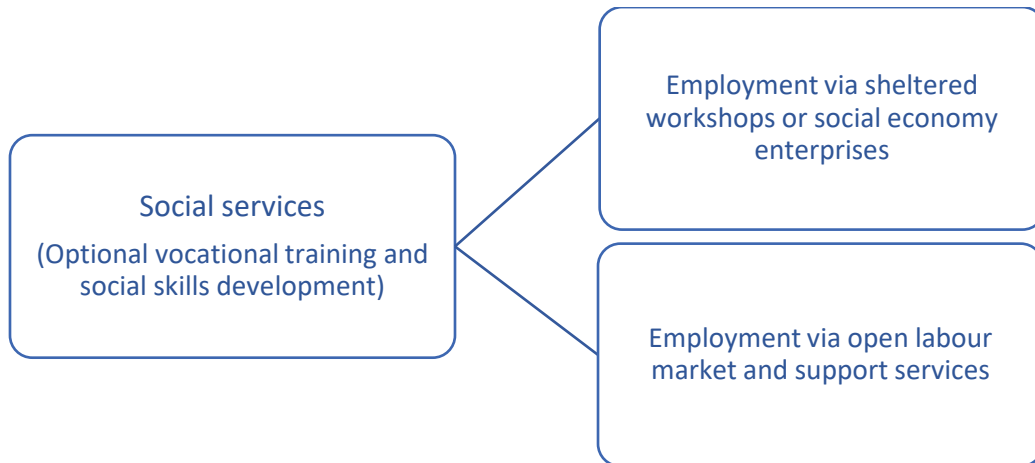 Social services
(Optional vocational training and
social skills development)
Employment via sheltered
workshops or social economy
enterprises
Employment via open labour
market and support services